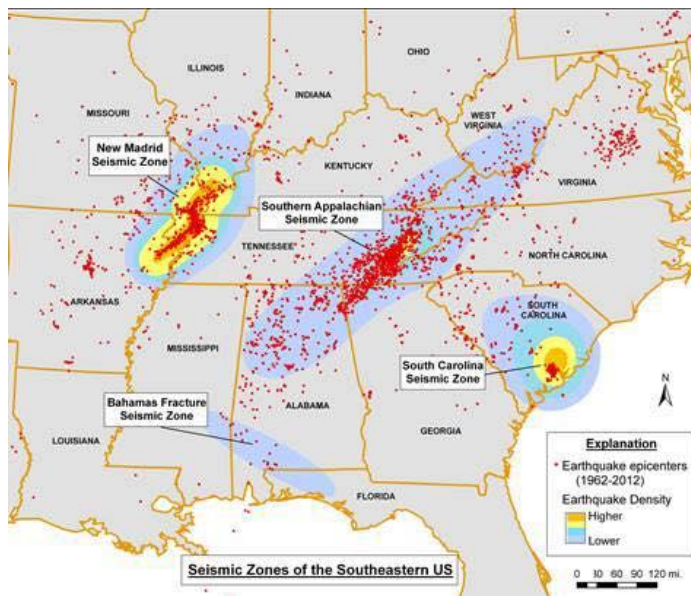 OHIO
ILLINOIS
INDIANA
MISSOURI
WEST
VIRGINIA
New Madrid
Seismic Zone
KENTUCKY
VIRGINIA
Southern Appalachian
Seismic Zone
TENNESSEE
NORTH CAROLINA
ARKANSAS
SOUTH
CAROLINA
MISSISSIPPI
South Carolina
Seismic Zone
Bahamas Fracture
Seismic Zone
ALABAMA
N
GEORGIA
LOUISIANA
Explanation
Earthquake epicenters
(1962-2012)
Earthquake Density
Higher
Lower
FLORIDA
Seismic Zones of the Southeastern US
0 10 30 60 90 120 mi.